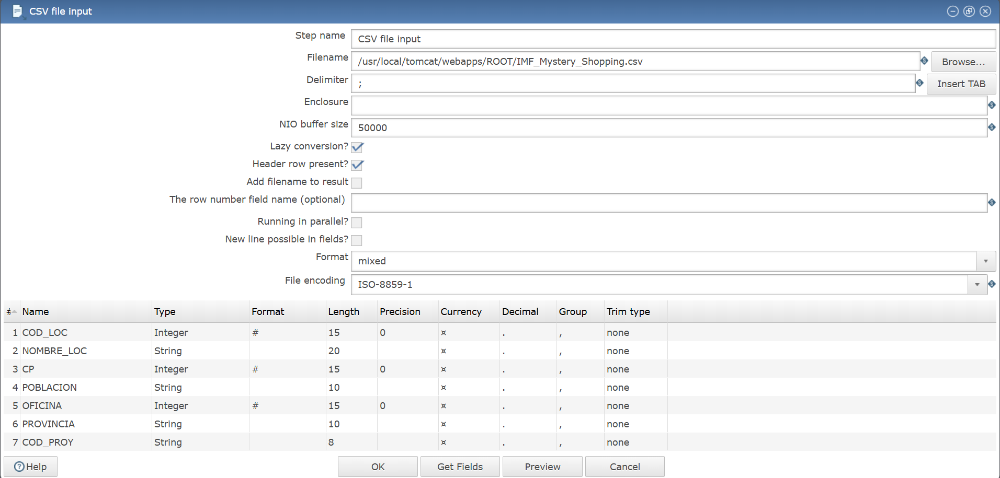 CSV file input
Step name CSV file input
Filename /usr/local/tomcat/webapps/ROOT/IMF_Mystery_Shopping.csv Browse...
Delimiter ; Insert TAB
Enclosure
NIO buffer size 50000
Lazy conversion?
Header row present?
Add filename to result
The row number field name (optional)
Running in parallel?
New line possible in fields?
Format mixed
File encoding ISO-8859-1
# Name Type Format Length Precision Currency Decimal Group Trim type
1 COD_LOC Integer # 15 0 ¤ . , none
2 NOMBRE_LOC String 20 ¤ . , none
3 CP Integer # 15 0 ¤ . , none
4 POBLACION String 10 ¤ . , none
5 OFICINA Integer # 15 0 ¤ . , none
6 PROVINCIA String 10 ¤ . , none
7 COD_PROY String 8 ¤ . , none
Help OK Get Fields Preview Cancel